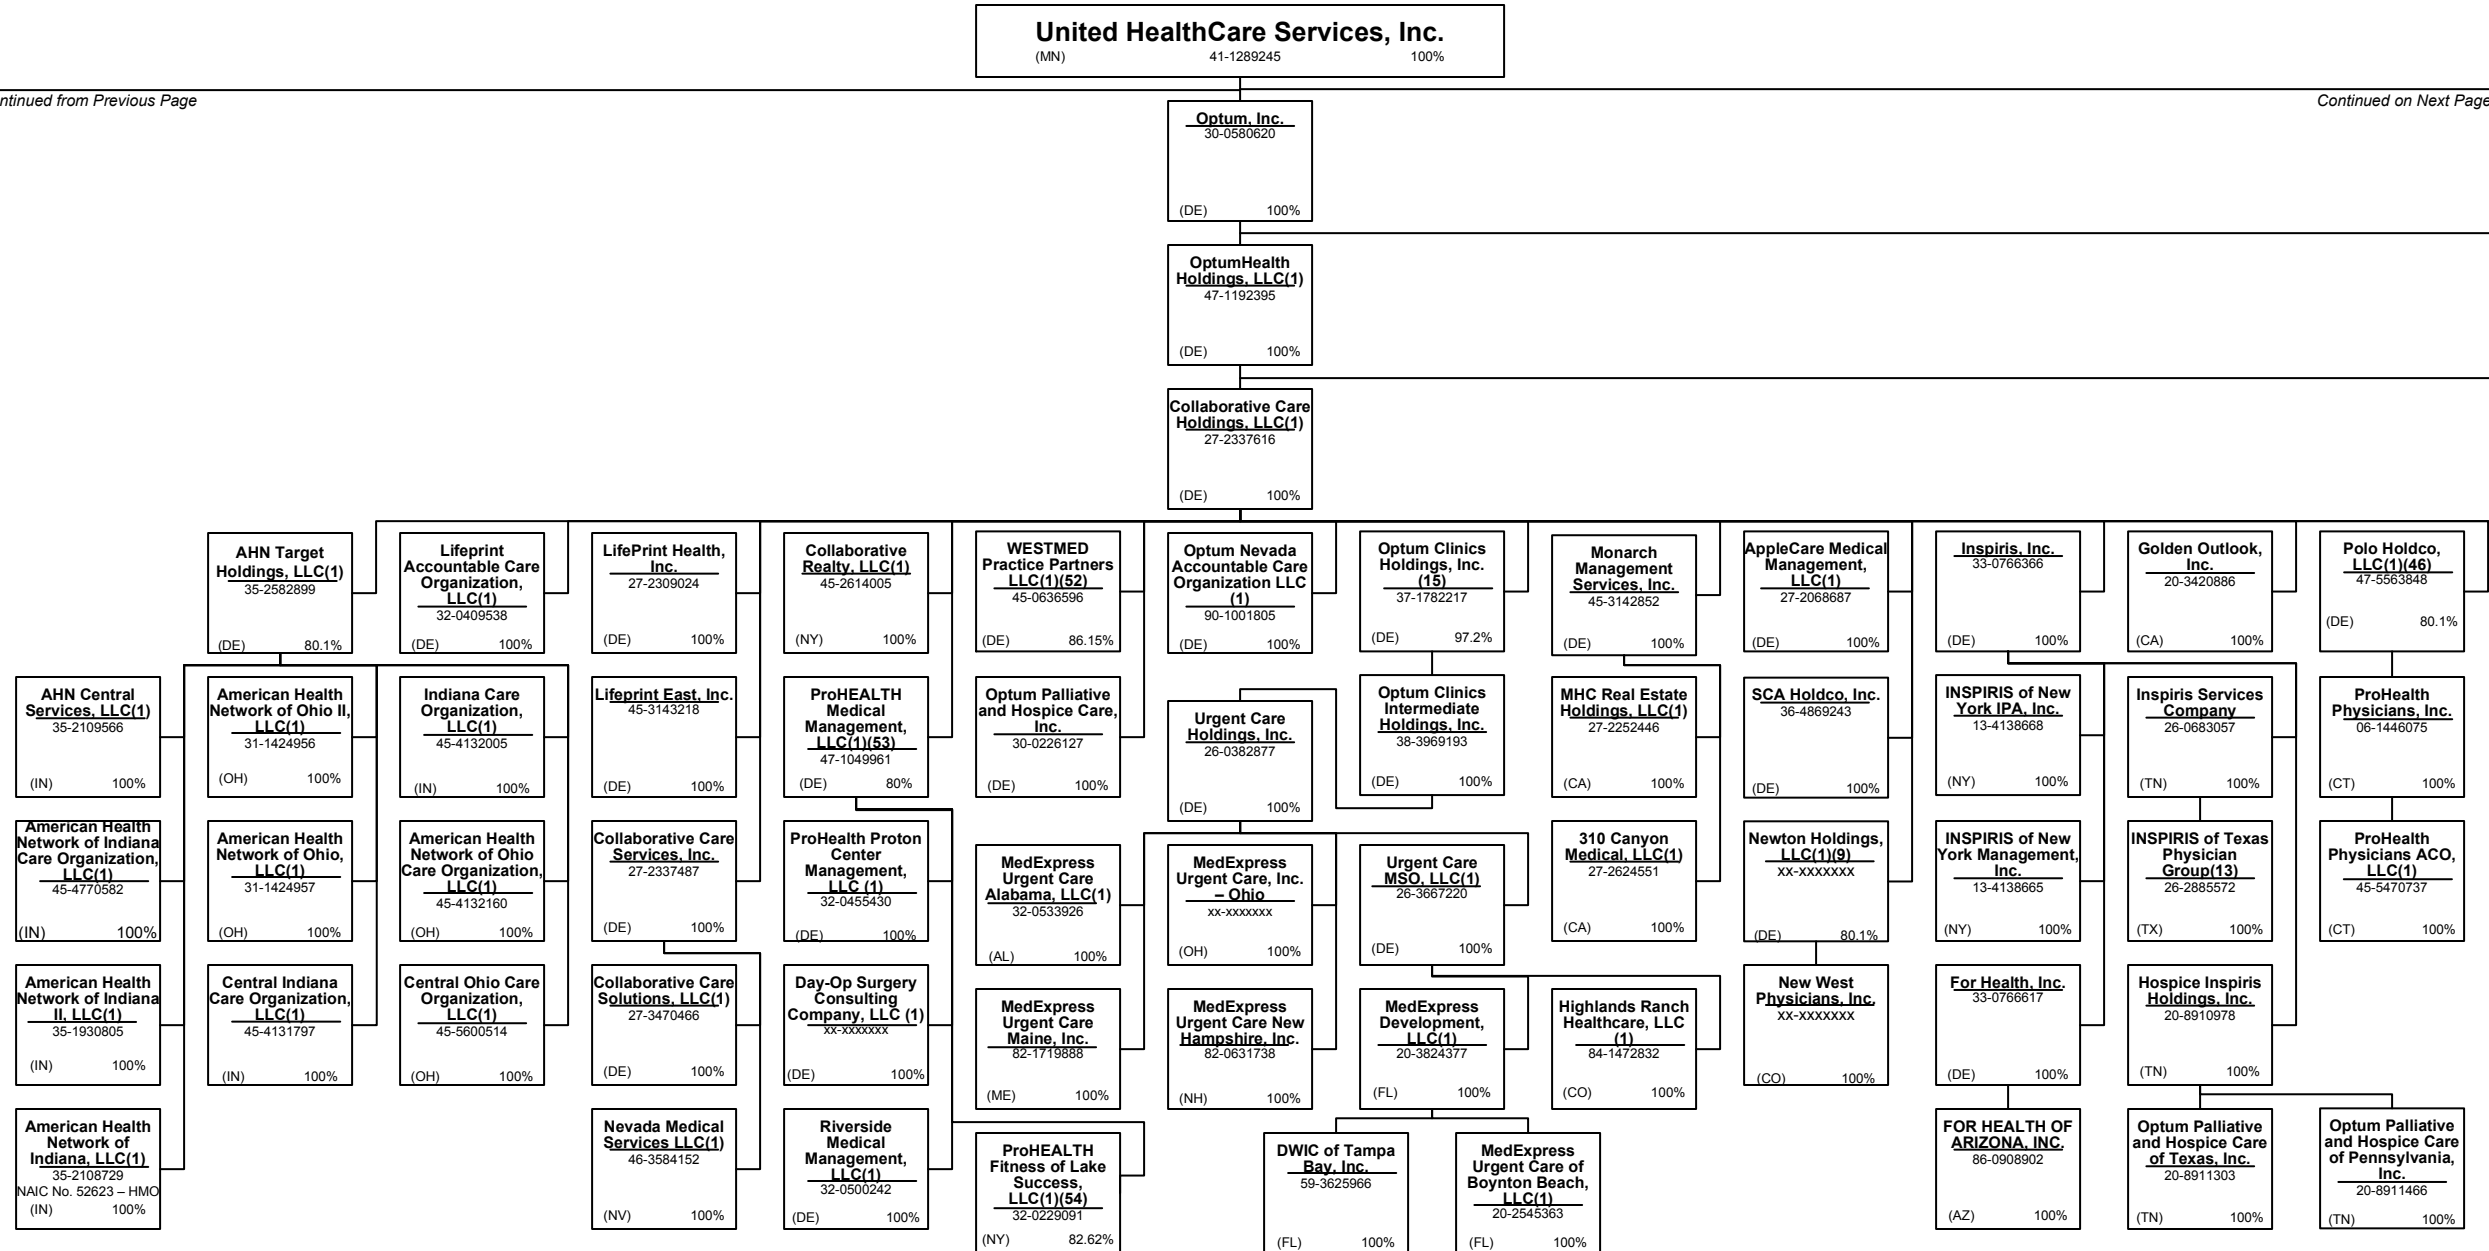 United HealthCare Services, Inc.
(MN) 41-1289245 100%
ntinued from Previous Page
Continued on Next Page
Optum, Inc.
30-0580620
(DE) 100%
OptumHealth
Holdings, LLC(1)
47-1192395
(DE) 100%
Collaborative Care
Holdings, LLC(1)
27-2337616
(DE) 100%
AHN Target
Holdings, LLC(1)
35-2582899
(DE) 80.1%
Lifeprint
Accountable Care
Organization,
LLC(1)
32-0409538
(DE) 100%
LifePrint Health,
Inc.
27-2309024
(DE) 100%
Collaborative
Realty, LLC(1)
45-2614005
(NY) 100%
WESTMED
Practice Partners
LLC(1)(52)
45-0636596
(DE) 86.15%
Optum Nevada
Accountable Care
Organization LLC
(1)
90-1001805
(DE) 100%
Optum Clinics
Holdings, Inc.
(15)
37-1782217
(DE) 97.2%
Monarch
Management
Services, Inc.
45-3142852
(DE) 100%
AppleCare Medical
Management,
LLC(1)
27-2068687
(DE) 100%
Inspiris, Inc.
33-0766366
(DE) 100%
Golden Outlook,
Inc.
20-3420886
(CA) 100%
Polo Holdco,
LLC(1)(46)
47-5563848
(DE) 80.1%
AHN Central
Services, LLC(1)
35-2109566
(IN) 100%
American Health
Network of Ohio II,
LLC(1)
31-1424956
(OH) 100%
Indiana Care
Organization,
LLC(1)
45-4132005
(IN) 100%
Lifeprint East, Inc.
45-3143218
(DE) 100%
ProHEALTH
Medical
Management,
LLC(1)(53)
47-1049961
(DE) 80%
Optum Palliative
and Hospice Care,
Inc.
30-0226127
(DE) 100%
Urgent Care
Holdings, Inc.
26-0382877
(DE) 100%
Optum Clinics
Intermediate
Holdings, Inc.
38-3969193
(DE) 100%
MHC Real Estate
Holdings, LLC(1)
27-2252446
(CA) 100%
SCA Holdco, Inc.
36-4869243
(DE) 100%
INSPIRIS of New
York IPA, Inc.
13-4138668
(NY) 100%
Inspiris Services
Company
26-0683057
(TN) 100%
ProHealth
Physicians, Inc.
06-1446075
(CT) 100%
American Health
Network of Indiana
Care Organization,
LLC(1)
45-4770582
(IN) 100%
American Health
Network of Ohio,
LLC(1)
31-1424957
(OH) 100%
American Health
Network of Ohio
Care Organization,
LLC(1)
45-4132160
(OH) 100%
Collaborative Care
Services, Inc.
27-2337487
(DE) 100%
ProHealth Proton
Center
Management,
LLC (1)
32-0455430
(DE) 100%
MedExpress
Urgent Care
Alabama, LLC(1)
32-0533926
(AL) 100%
MedExpress
Urgent Care, Inc.
– Ohio
xx-xxxxxxx
(OH) 100%
Urgent Care
MSO, LLC(1)
26-3667220
(DE) 100%
310 Canyon
Medical, LLC(1)
27-2624551
(CA) 100%
Newton Holdings,
LLC(1)(9)
xx-xxxxxxx
(DE) 80.1%
INSPIRIS of New
York Management,
Inc.
13-4138665
(NY) 100%
INSPIRIS of Texas
Physician
Group(13)
26-2885572
(TX) 100%
ProHealth
Physicians ACO,
LLC(1)
45-5470737
(CT) 100%
American Health
Network of Indiana
II, LLC(1)
35-1930805
(IN) 100%
Central Indiana
Care Organization,
LLC(1)
45-4131797
(IN) 100%
Central Ohio Care
Organization,
LLC(1)
45-5600514
(OH) 100%
Collaborative Care
Solutions, LLC(1)
27-3470466
(DE) 100%
Day-Op Surgery
Consulting
Company, LLC (1)
xx-xxxxxxx
(DE) 100%
MedExpress
Urgent Care
Maine, Inc.
82-1719888
(ME) 100%
MedExpress
Urgent Care New
Hampshire, Inc.
82-0631738
(NH) 100%
MedExpress
Development,
LLC(1)
20-3824377
(FL) 100%
Highlands Ranch
Healthcare, LLC
(1)
84-1472832
(CO) 100%
New West
Physicians, Inc.
xx-xxxxxxx
(CO) 100%
For Health, Inc.
33-0766617
(DE) 100%
Hospice Inspiris
Holdings, Inc.
20-8910978
(TN) 100%
American Health
Network of
Indiana, LLC(1)
35-2108729
NAIC No. 52623 – HMO
(IN) 100%
Nevada Medical
Services LLC(1)
46-3584152
(NV) 100%
Riverside
Medical
Management,
LLC(1)
32-0500242
(DE) 100%
ProHEALTH
Fitness of Lake
Success,
LLC(1)(54)
32-0229091
(NY) 82.62%
DWIC of Tampa
Bay, Inc.
59-3625966
(FL) 100%
MedExpress
Urgent Care of
Boynton Beach,
LLC(1)
20-2545363
(FL) 100%
FOR HEALTH OF
ARIZONA, INC.
86-0908902
(AZ) 100%
Optum Palliative
and Hospice Care
of Texas, Inc.
20-8911303
(TN) 100%
Optum Palliative
and Hospice Care
of Pennsylvania,
Inc.
20-8911466
(TN) 100%